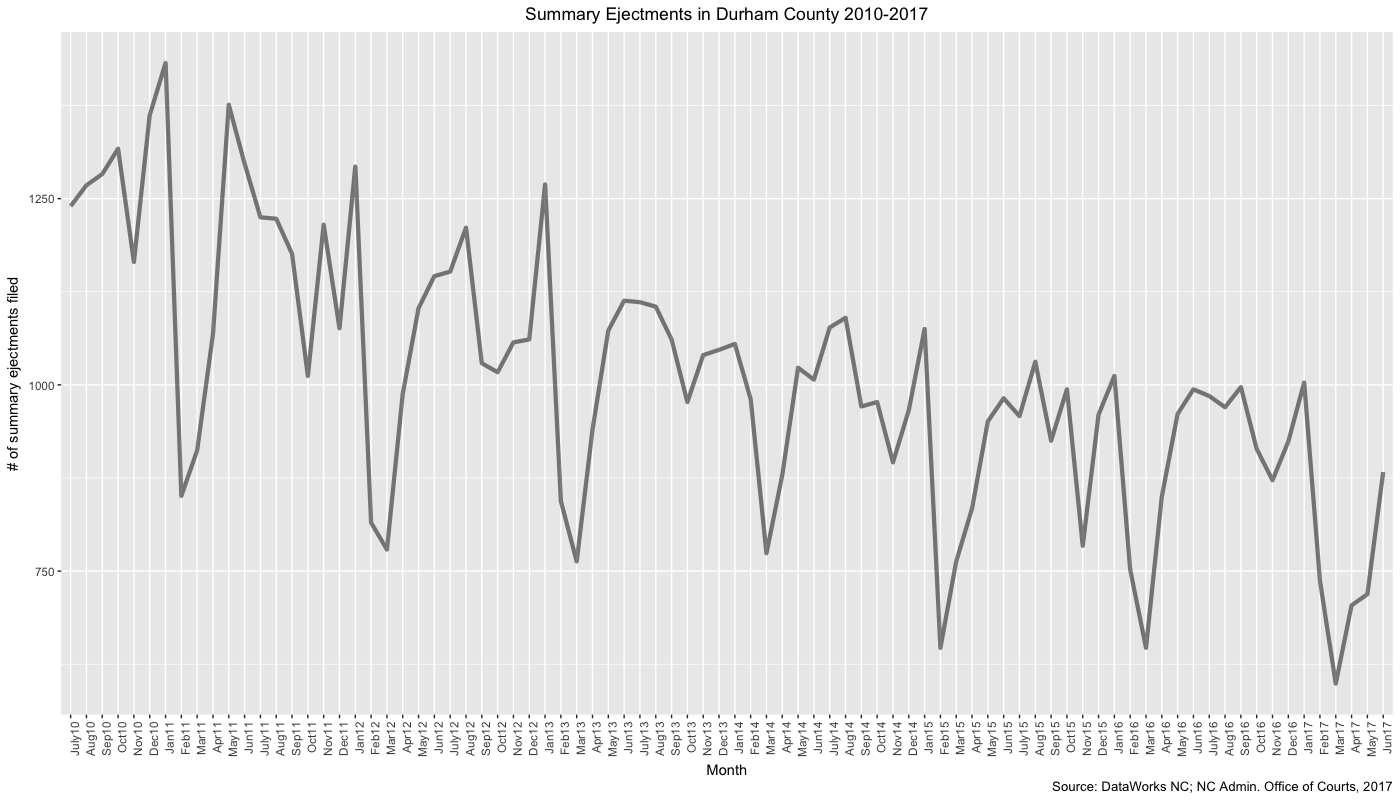 Summary Ejectments in Durham County 2010-2017
# of summary ejectments filed
1250
1000
750
July10
Aug10
Sep10
Oct10
Nov10
Dec10
Jan11
Feb11
Mar11
Apr11
May11
Jun11
July11
Aug11
Sep11
Oct11
Nov11
Dec11
Jan12
Feb12
Mar12
Apr12
May12
Jun12
July12
Aug12
Sep12
Oct12
Nov12
Dec12
Jan13
Feb13
Mar13
Apr13
May13
Jun13
July13
Aug13
Sep13
Oct13
Nov13
Dec13
Jan14
Feb14
Mar14
Apr14
May14
Jun14
July14
Aug14
Sep14
Oct14
Nov14
Dec14
Jan15
Feb15
Mar15
Apr15
May15
Jun15
July15
Aug15
Sep15
Oct15
Nov15
Dec15
Jan16
Feb16
Mar16
Apr16
May16
Jun16
July16
Aug16
Sep16
Oct16
Nov16
Dec16
Jan17
Feb17
Mar17
Apr17
May17
Jun17
Month
Source: DataWorks NC; NC Admin. Office of Courts, 2017